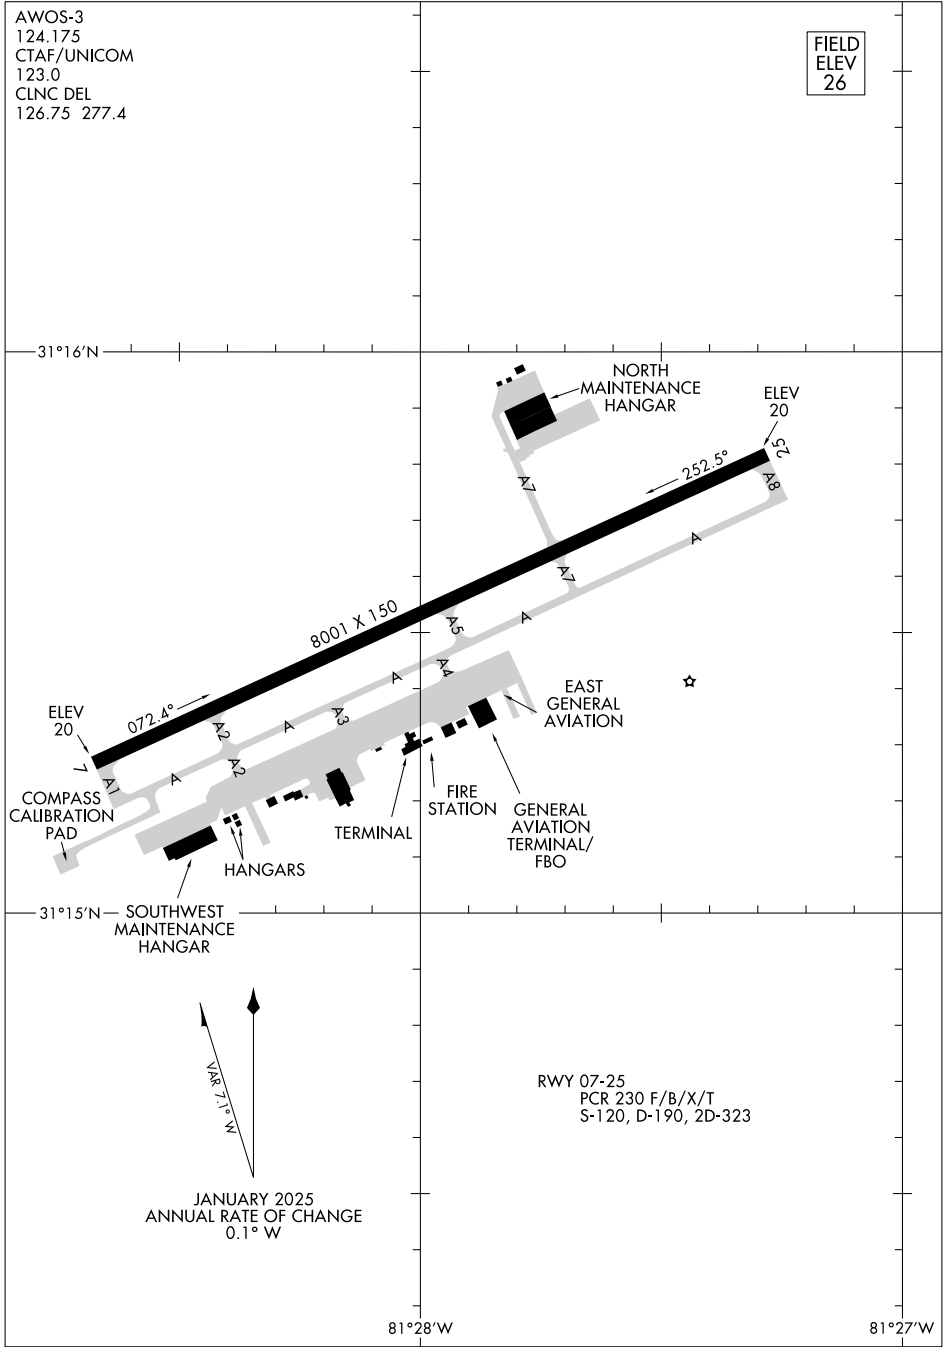 AWOS-3
124.175
CTAF/UNICOM
123.0
CLNC DEL
126.75 277.4
FIELD
ELEV
26
31°16'N
NORTH
MAINTENANCE
HANGAR
ELEV
20
25
252.5°
A7
A8
A
A7
8001 X 150
A
A5
A
A4
EAST
GENERAL
AVIATION
072.4°
ELEV
20
7
A2
A
A3
A2
A
A1
COMPASS
CALIBRATION
PAD
TERMINAL
FIRE
STATION
GENERAL
AVIATION
TERMINAL/
FBO
HANGARS
31°15'N
SOUTHWEST
MAINTENANCE
HANGAR
VAR 7.1° W
RWY 07-25
PCR 230 F/B/X/T
S-120, D-190, 2D-323
JANUARY 2025
ANNUAL RATE OF CHANGE
0.1° W
81°28'W
81°27'W